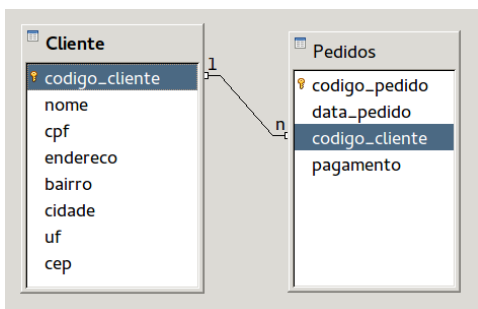 Cliente
codigo_cliente
nome
cpf
endereco
bairro
cidade
uf
cep
1
n
Pedidos
codigo_pedido
data_pedido
codigo_cliente
pagamento